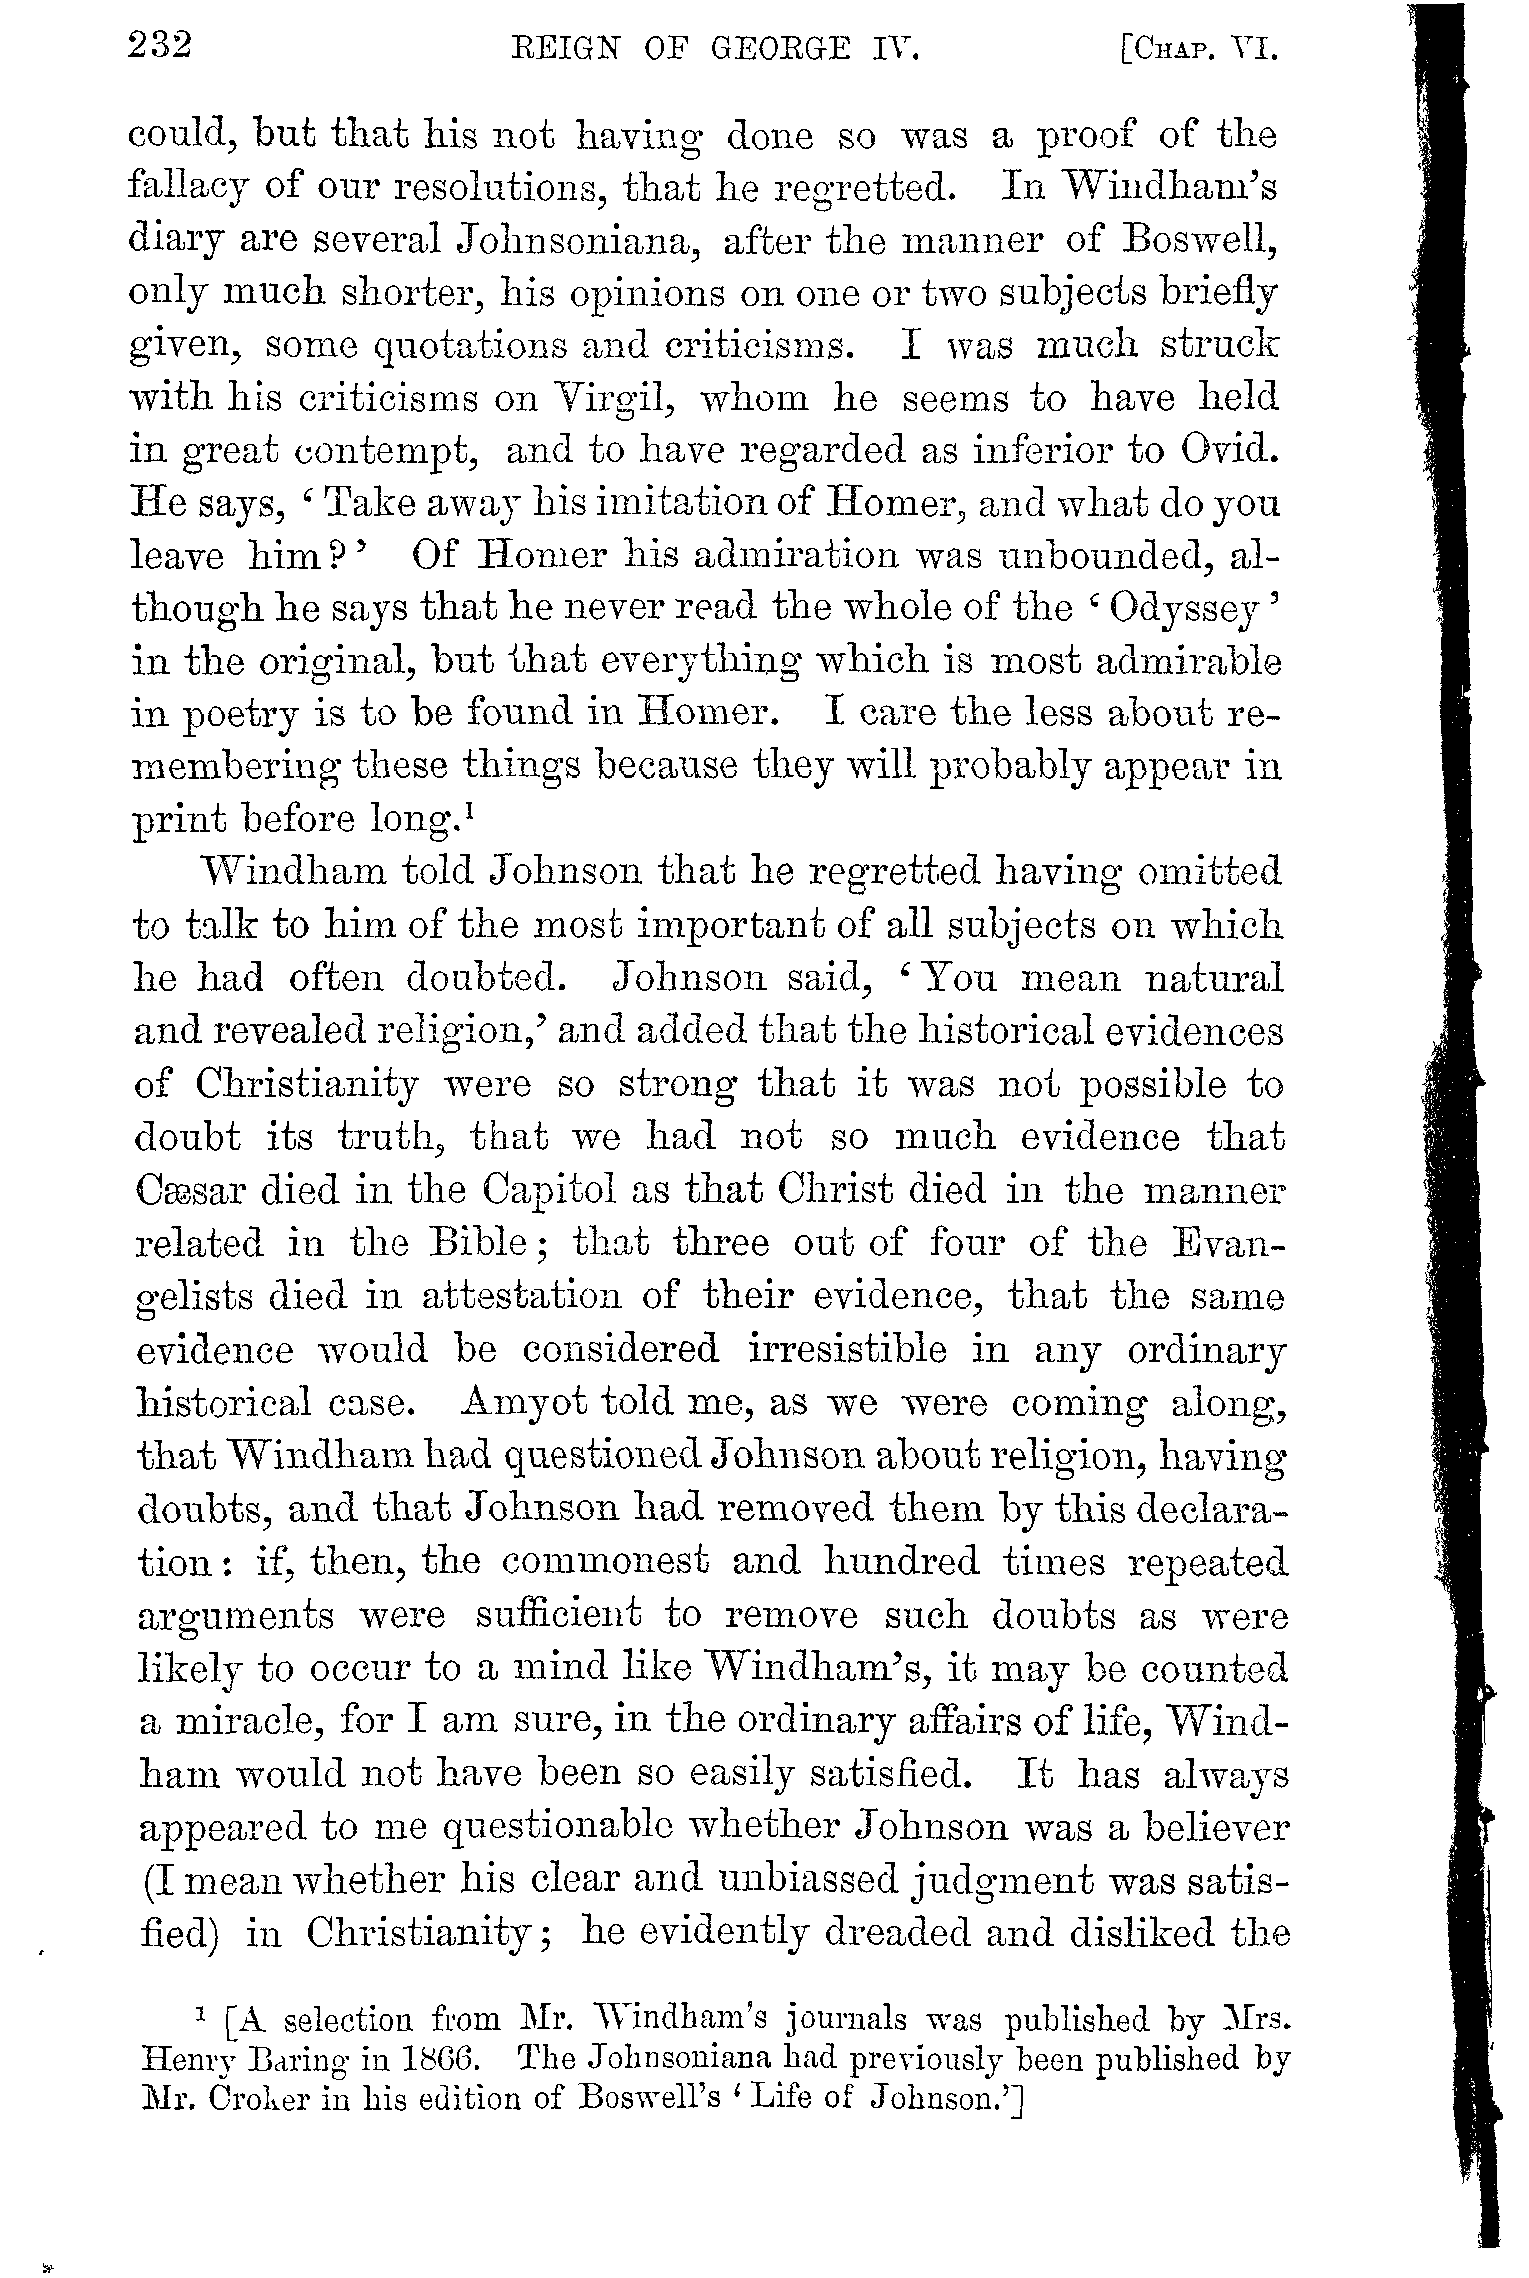 232 REIGN OF GEORGE IV. [CHAP. VI.
could, but that his not having done so was a proof of the
fallacy of our resolutions, that he regretted. In Windham's
diary are several Johnsoniana, after the manner of Boswell,
only much shorter, his opinions on one or two subjects briefly
given, some quotations and criticisms. I was much struck
with his criticisms on Virgil, whom he seems to have held
in great contempt, and to have regarded as inferior to Ovid.
He says, ‘Take away his imitation of Homer, and what do you
leave him?’ Of Homer his admiration was unbounded, al-
though he says that he never read the whole of the ‘Odyssey’
in the original, but that everything which is most admirable
in poetry is to be found in Homer. I care the less about re-
membering these things because they will probably appear in
print before long.¹
Windham told Johnson that he regretted having omitted
to talk to him of the most important of all subjects on which
he had often doubted. Johnson said, ‘You mean natural
and revealed religion,’ and added that the historical evidences
of Christianity were so strong that it was not possible to
doubt its truth, that we had not so much evidence that
Cæsar died in the Capitol as that Christ died in the manner
related in the Bible; that three out of four of the Evan-
gelists died in attestation of their evidence, that the same
evidence would be considered irresistible in any ordinary
historical case. Amyot told me, as we were coming along,
that Windham had questioned Johnson about religion, having
doubts, and that Johnson had removed them by this declara-
tion: if, then, the commonest and hundred times repeated
arguments were sufficient to remove such doubts as were
likely to occur to a mind like Windham's, it may be counted
a miracle, for I am sure, in the ordinary affairs of life, Wind-
ham would not have been so easily satisfied. It has always
appeared to me questionable whether Johnson was a believer
(I mean whether his clear and unbiassed judgment was satis-
fied) in Christianity; he evidently dreaded and disliked the
¹ [A selection from Mr. Windham's journals was published by Mrs.
Henry Baring in 1866. The Johnsoniana had previously been published by
Mr. Croker in his edition of Boswell's ‘Life of Johnson.’]